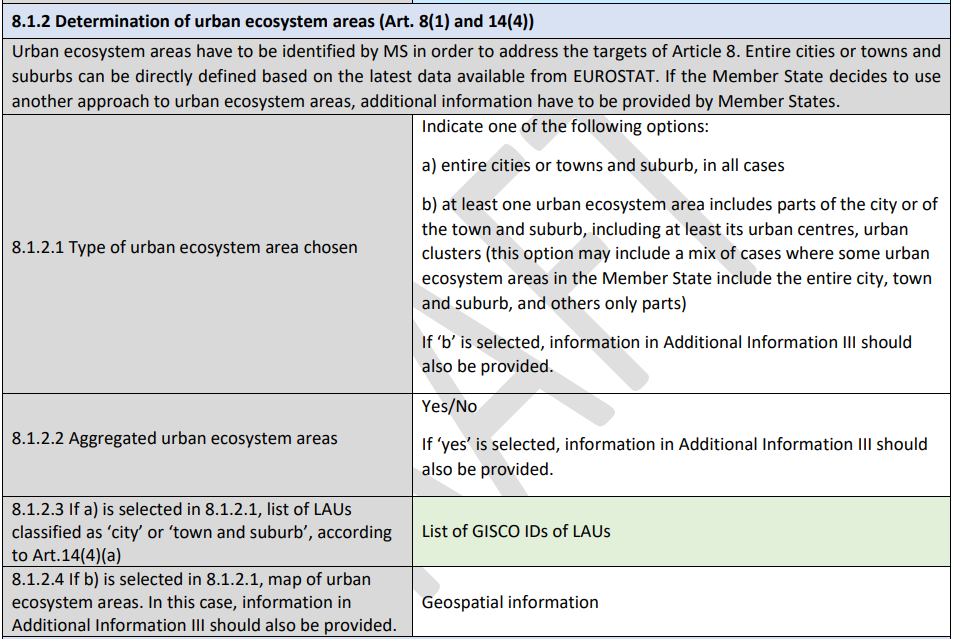 8.1.2 Determination of urban ecosystem areas (Art. 8(1) and 14(4))
Urban ecosystem areas have to be identified by MS in order to address the targets of Article 8. Entire cities or towns and
suburbs can be directly defined based on the latest data available from EUROSTAT. If the Member State decides to use
another approach to urban ecosystem areas, additional information have to be provided by Member States.
8.1.2.1 Type of urban ecosystem area chosen
Indicate one of the following options:
a) entire cities or towns and suburb, in all cases
b) at least one urban ecosystem area includes parts of the city or of
the town and suburb, including at least its urban centres, urban
clusters (this option may include a mix of cases where some urban
ecosystem areas in the Member State include the entire city, town
and suburb, and others only parts)
If ‘b’ is selected, information in Additional Information III should
also be provided.
8.1.2.2 Aggregated urban ecosystem areas
Yes/No
If ‘yes’ is selected, information in Additional Information III should
also be provided.
8.1.2.3 If a) is selected in 8.1.2.1, list of LAUs
classified as ‘city’ or ‘town and suburb’, according
to Art.14(4)(a)
List of GISCO IDs of LAUs
8.1.2.4 If b) is selected in 8.1.2.1, map of urban
ecosystem areas. In this case, information in
Additional Information III should also be provided.
Geospatial information